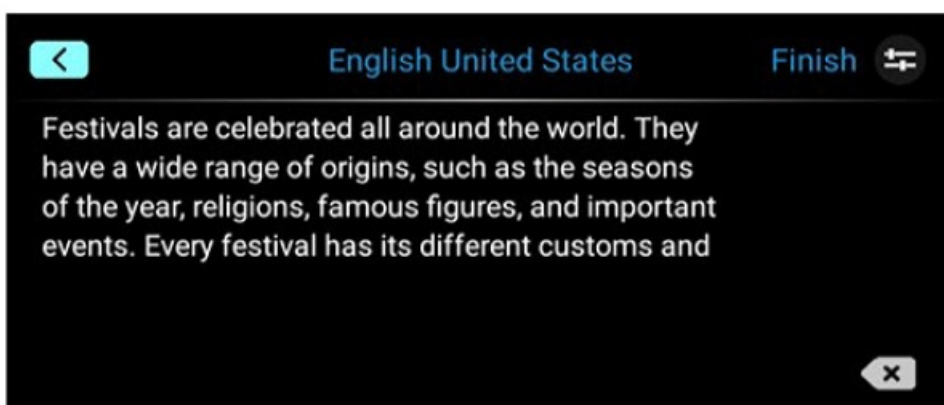 English United States
Finish
Festivals are celebrated all around the world. They
have a wide range of origins, such as the seasons
of the year, religions, famous figures, and important
events. Every festival has its different customs and